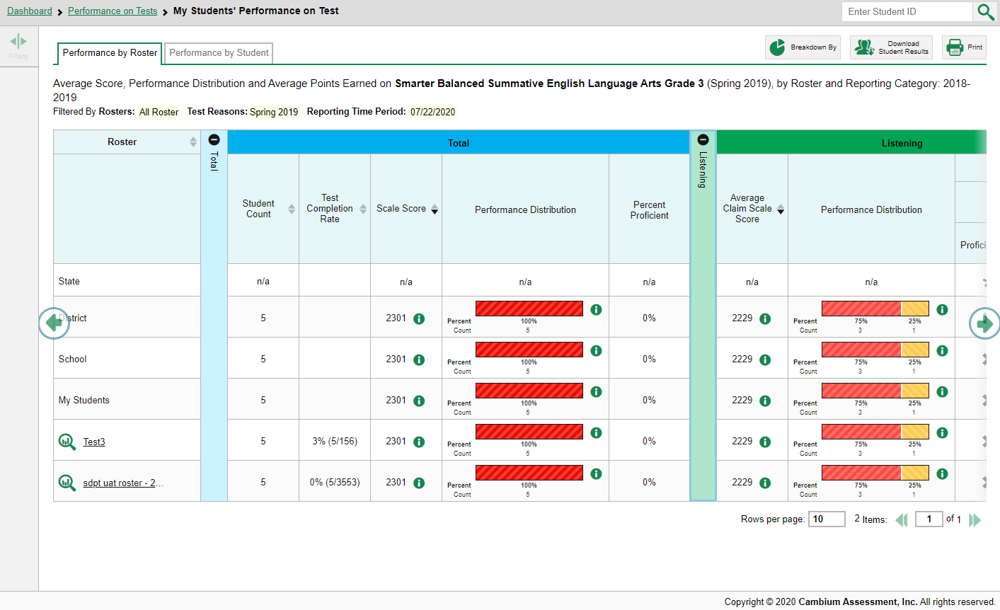 Dashboard > Performance on Tests > My Students' Performance on Test
Enter Student ID
Filters
Performance by Roster
Performance by Student
Breakdown By
Download
Student Results
Print
Average Score, Performance Distribution and Average Points Earned on Smarter Balanced Summative English Language Arts Grade 3 (Spring 2019), by Roster and Reporting Category: 2018-
2019
Filtered By Rosters: All Roster Test Reasons: Spring 2019 Reporting Time Period: 07/22/2020
Roster
Total
Total
Listening
Listening
Student
Count
Test
Completion
Rate
Scale Score
Performance Distribution
Percent
Proficient
Average
Claim Scale
Score
Performance Distribution
Profici
State n/a n/a n/a n/a n/a n/a
District 5 2301 0% 2229
Percent 100% Percent 75% 25%
Count 5 Count 3 1
School 5 2301 0% 2229
Percent 100% Percent 75% 25%
Count 5 Count 3 1
My Students 5 2301 0% 2229
Percent 100% Percent 75% 25%
Count 5 Count 3 1
Test3 5 3% (5/156) 2301 0% 2229
Percent 100% Percent 75% 25%
Count 5 Count 3 1
sdpt uat roster - 2... 5 0% (5/3553) 2301 0% 2229
Percent 100% Percent 75% 25%
Count 5 Count 3 1
Rows per page: 10 2 Items: 1 of 1
Copyright © 2020 Cambium Assessment, Inc. All rights reserved.